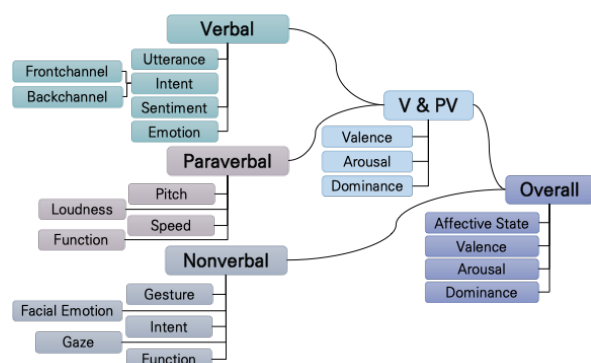 Verbal
Utterance
Frontchannel
Intent
Backchannel
Sentiment
Emotion
V & PV
Valence
Arousal
Dominance
Paraverbal
Pitch
Loudness
Speed
Function
Overall
Affective State
Valence
Arousal
Dominance
Nonverbal
Gesture
Facial Emotion
Intent
Gaze
Function